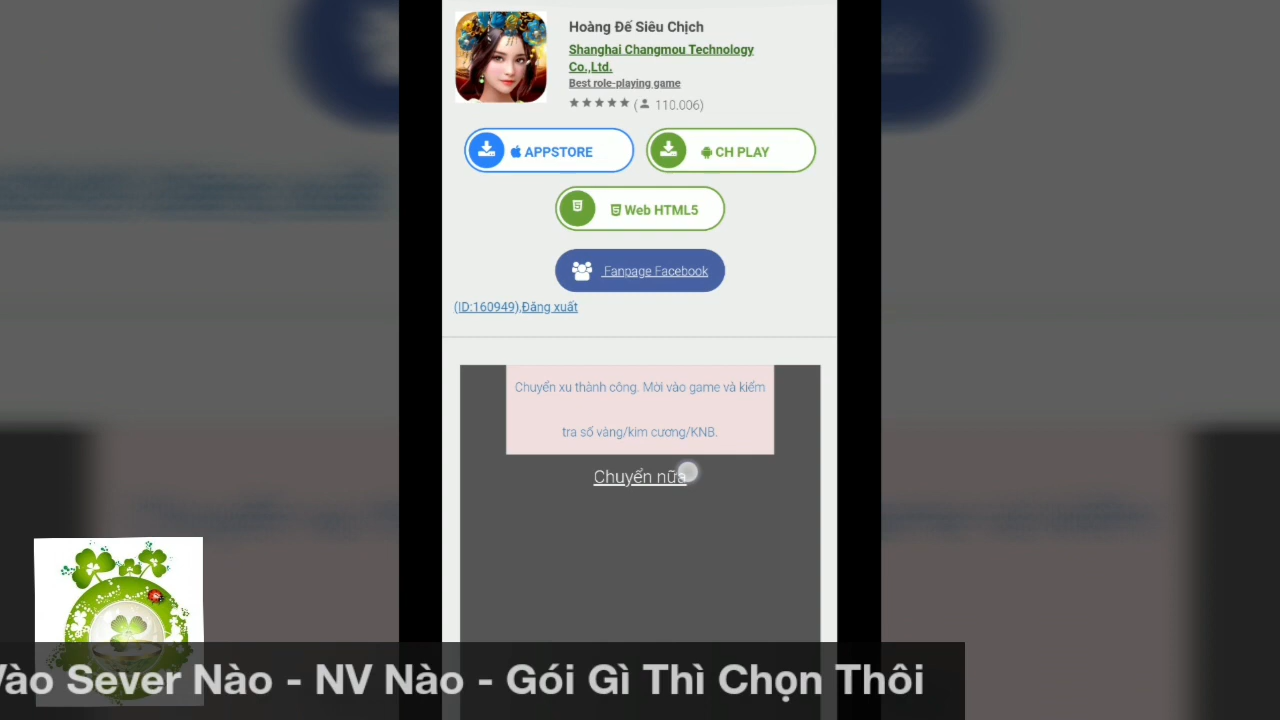 Hoàng Đế Siêu Chịch
Shanghai Changmou Technology
Co.,Ltd.
Best role-playing game
(110.006)
APPSTORE
CH PLAY
Web HTML5
Fanpage Facebook
(ID:160949),Đăng xuất
Chuyển xu thành công. Mời vào game và kiểm
tra số vàng/kim cương/KNB.
Chuyển nữa
Vào Sever Nào - NV Nào - Gói Gì Thì Chọn Thôi